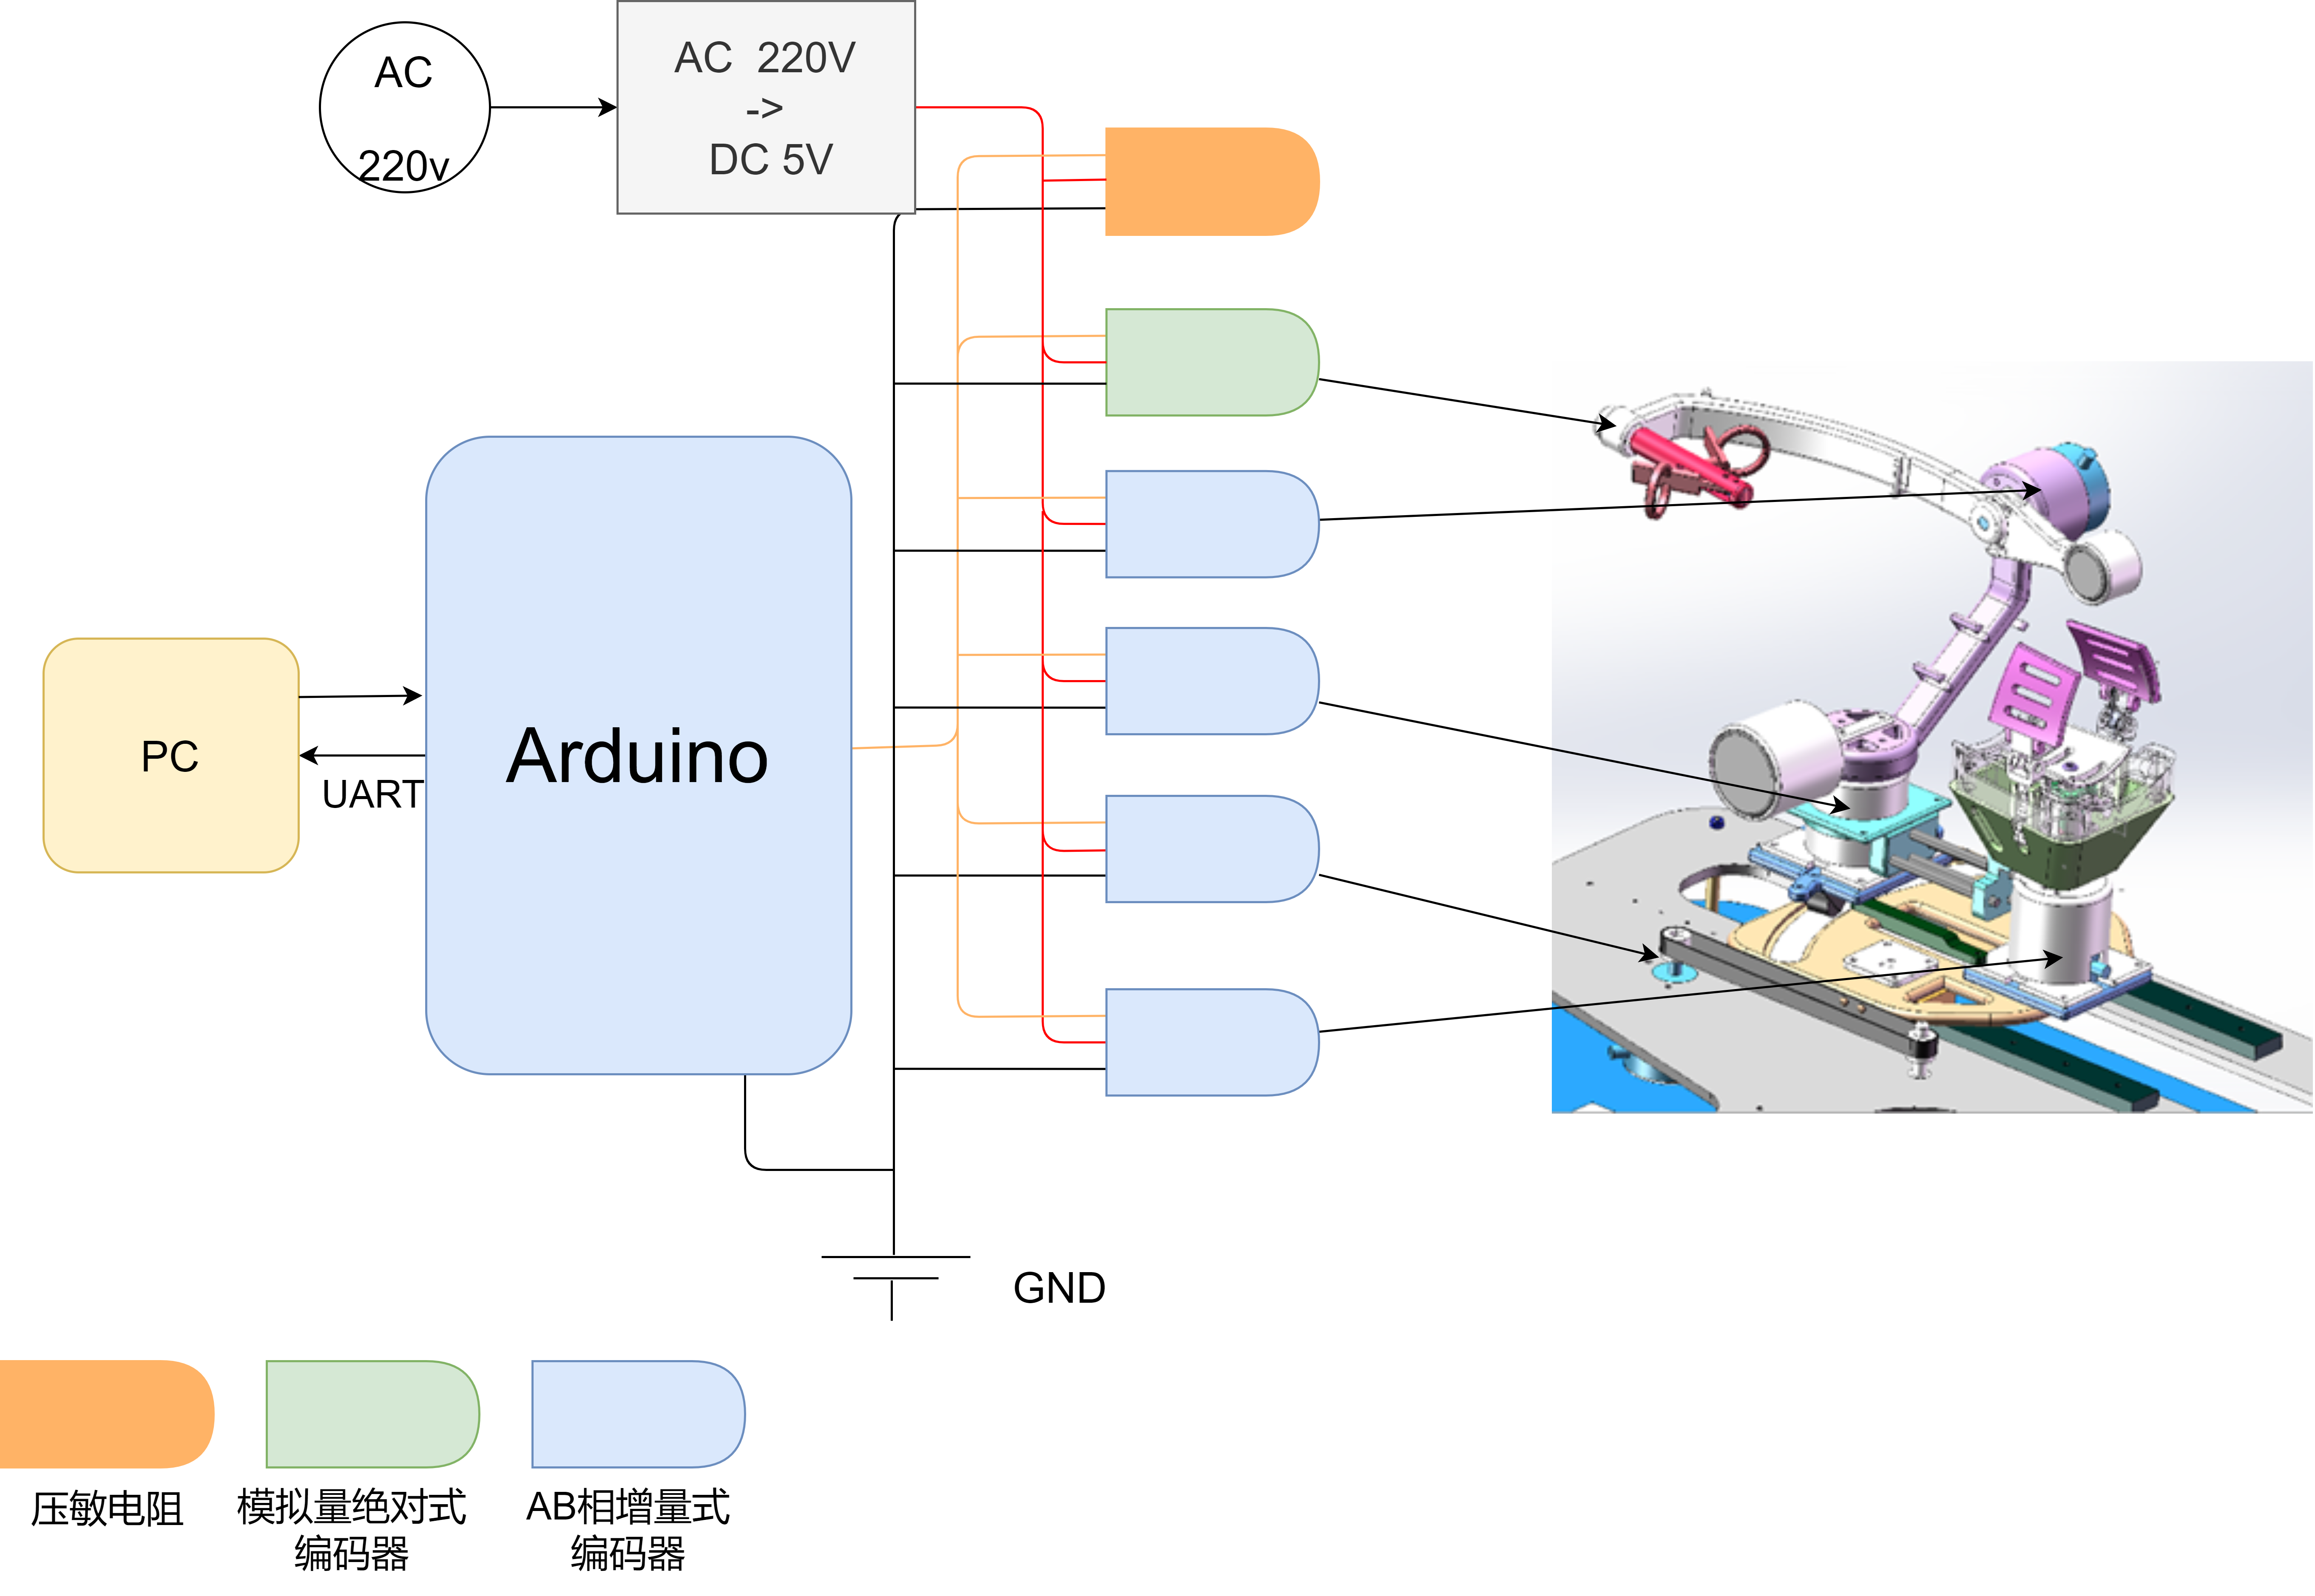 AC
220v
AC 220V
->
DC 5V
Arduino
PC
UART
GND
压敏电阻
模拟量绝对式
编码器
AB相增量式
编码器